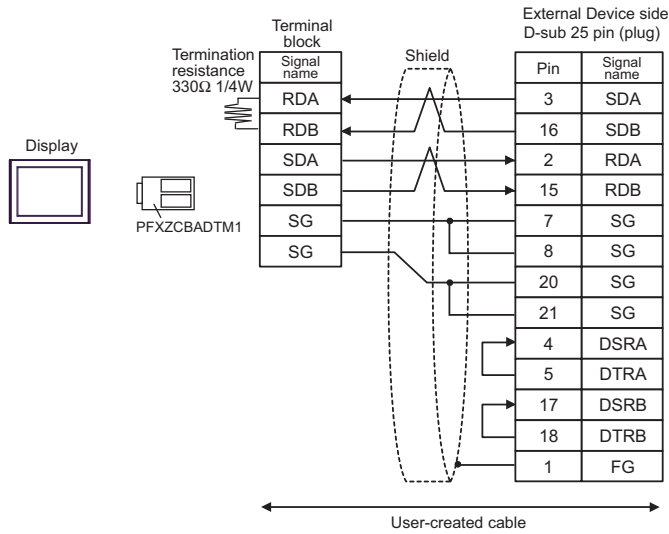 External Device side
D-sub 25 pin (plug)
Terminal
block
Termination
resistance
330Ω 1/4W
Shield
Signal
name
Pin
Signal
name
RDA
3
SDA
RDB
16
SDB
Display
SDA
2
RDA
SDB
15
RDB
PFXZCBADTM1
SG
7
SG
8
SG
SG
20
SG
21
SG
4
DSRA
5
DTRA
17
DSRB
18
DTRB
1
FG
User-created cable